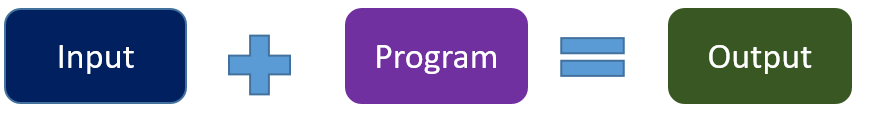 Input + Program = Output